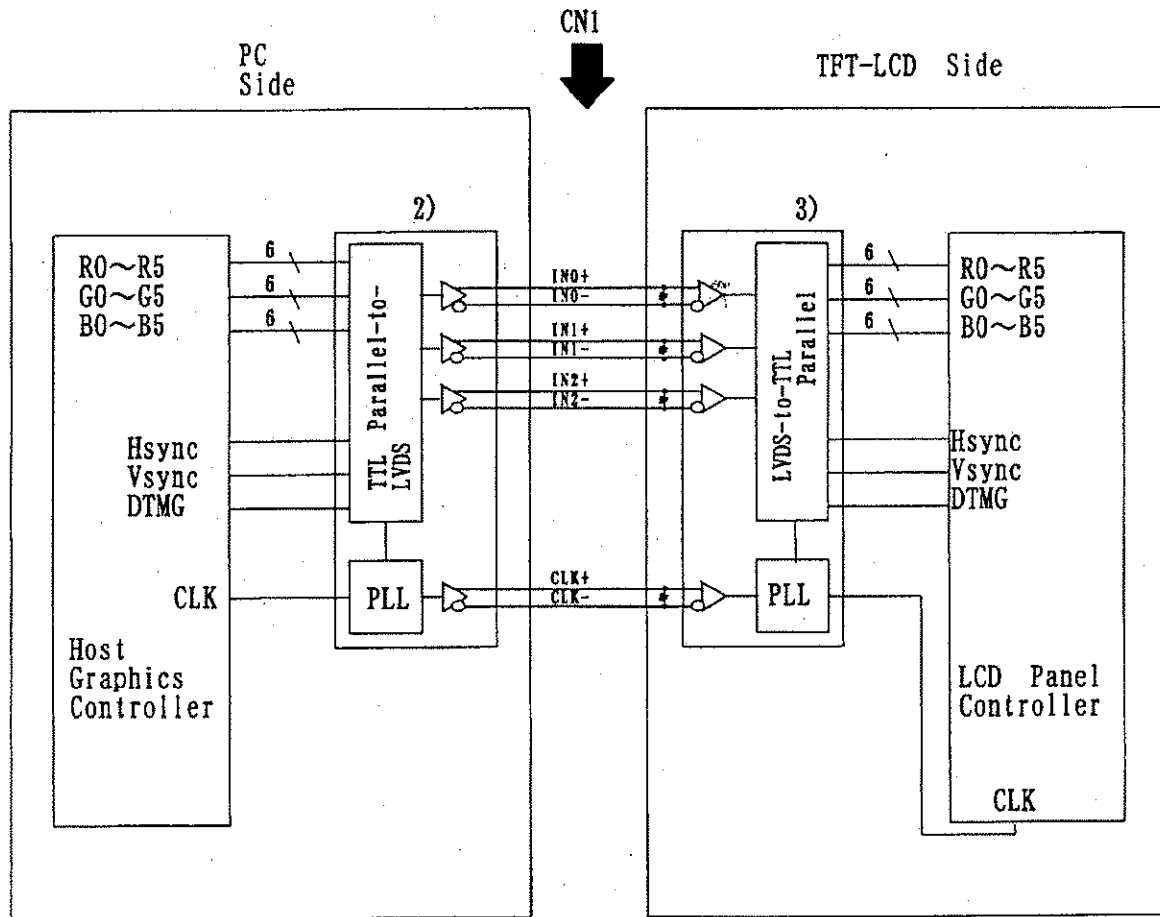 CN1
PC
Side
TFT-LCD Side
2)
3)
R0～R5
G0～G5
B0～B5
6
6
6
Hsync
Vsync
DTMG
CLK
Host
Graphics
Controller
TTL Parallel-to-
LVDS
PLL
IN0+
IN0-
IN1+
IN1-
IN2+
IN2-
CLK+
CLK-
#
#
#
#
LVDS-to-TTL
Parallel
PLL
6
6
6
R0～R5
G0～G5
B0～B5
Hsync
Vsync
DTMG
LCD Panel
Controller
CLK